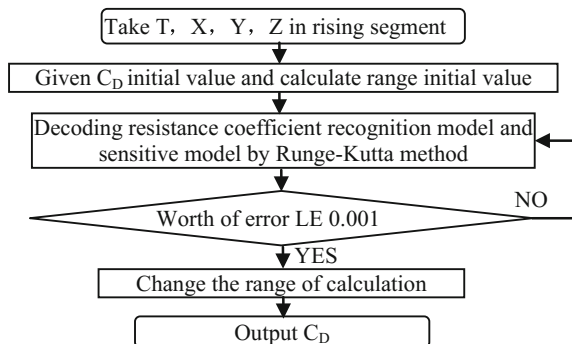 Take T，X，Y，Z in rising segment
Given C_D initial value and calculate range initial value
Decoding resistance coefficient recognition model and
sensitive model by Runge-Kutta method
NO
Worth of error LE 0.001
YES
Change the range of calculation
Output C_D